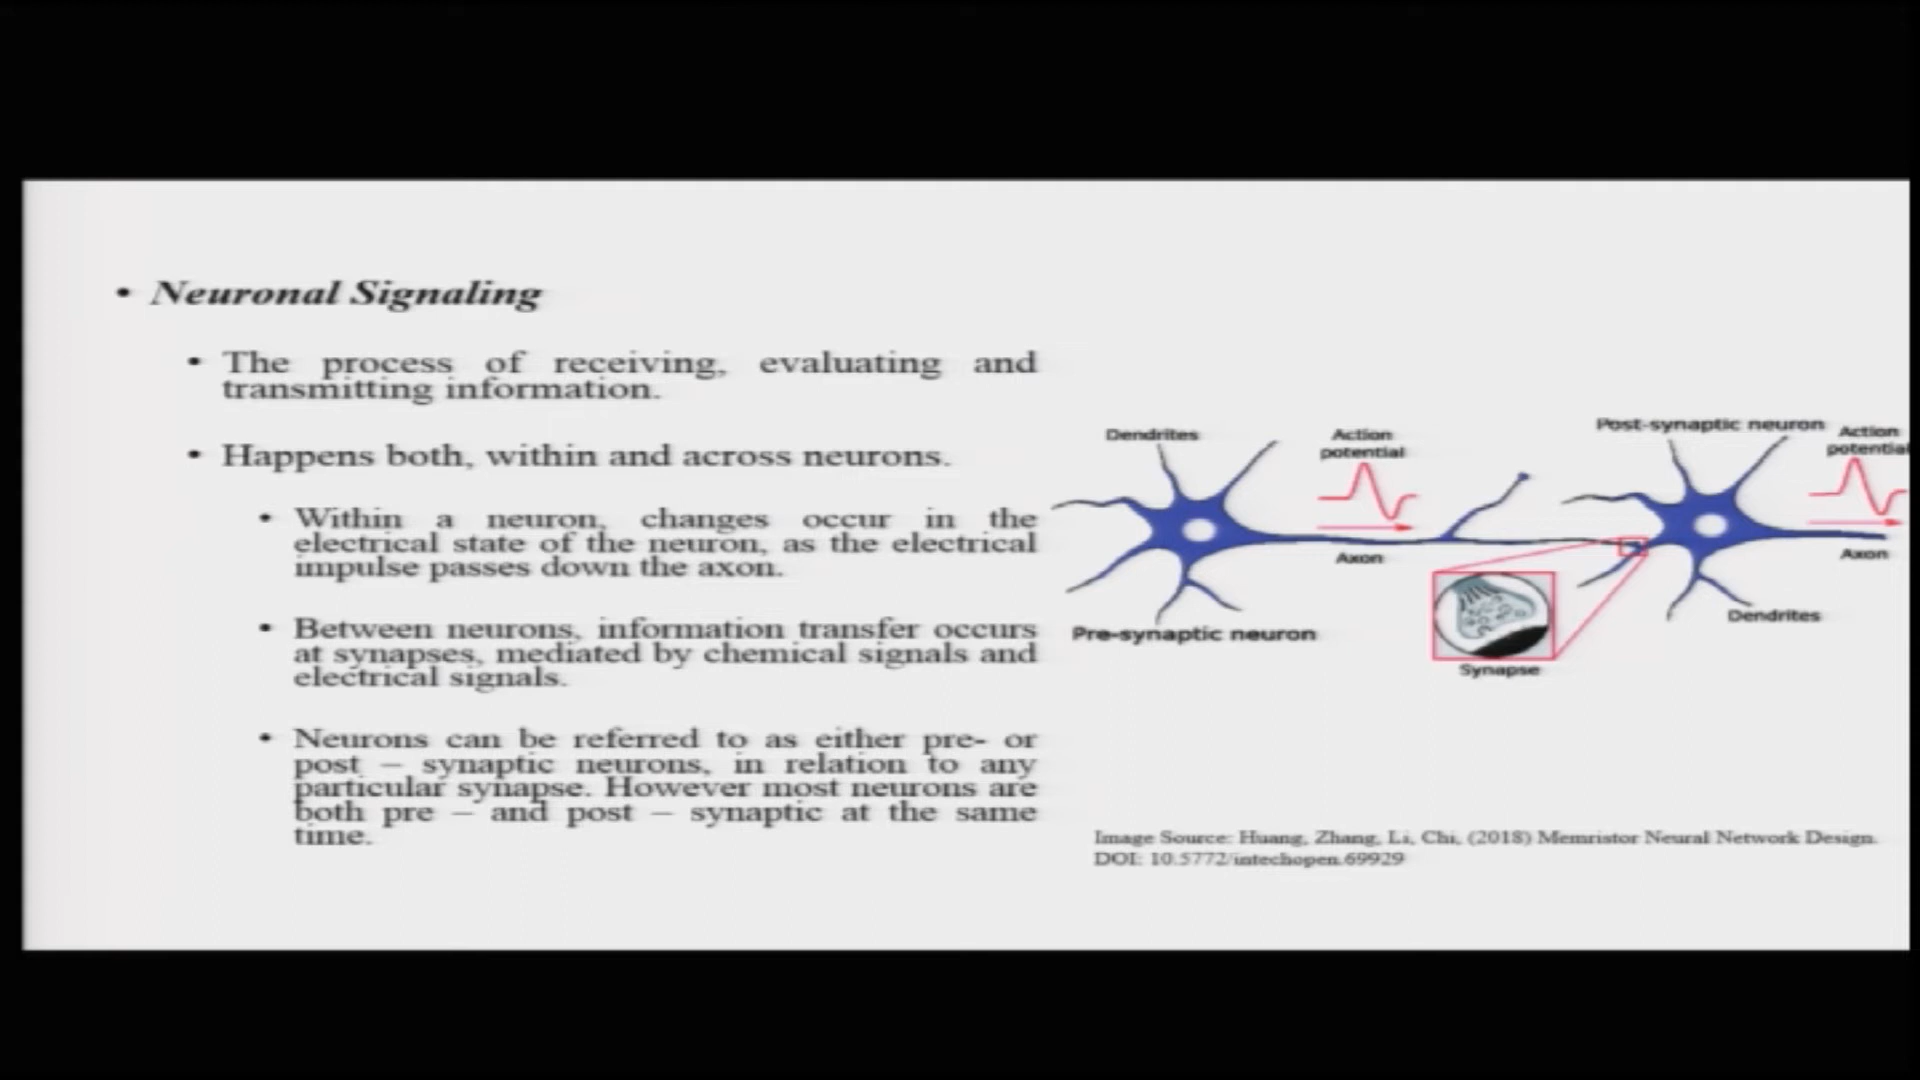 • Neuronal Signaling
• The process of receiving, evaluating and
transmitting information.
• Happens both, within and across neurons.
• Within a neuron, changes occur in the
electrical state of the neuron, as the electrical
impulse passes down the axon.
• Between neurons, information transfer occurs
at synapses, mediated by chemical signals and
electrical signals.
• Neurons can be referred to as either pre- or
post – synaptic neurons, in relation to any
particular synapse. However most neurons are
both pre – and post – synaptic at the same
time.
Dendrites
Action
potential
Post-synaptic neuron
Action
potential
Axon
Axon
Pre-synaptic neuron
Dendrites
Synapse
Image Source: Huang, Zhang, Li, Chi, (2018) Memristor Neural Network Design.
DOI: 10.5772/intechopen.69929